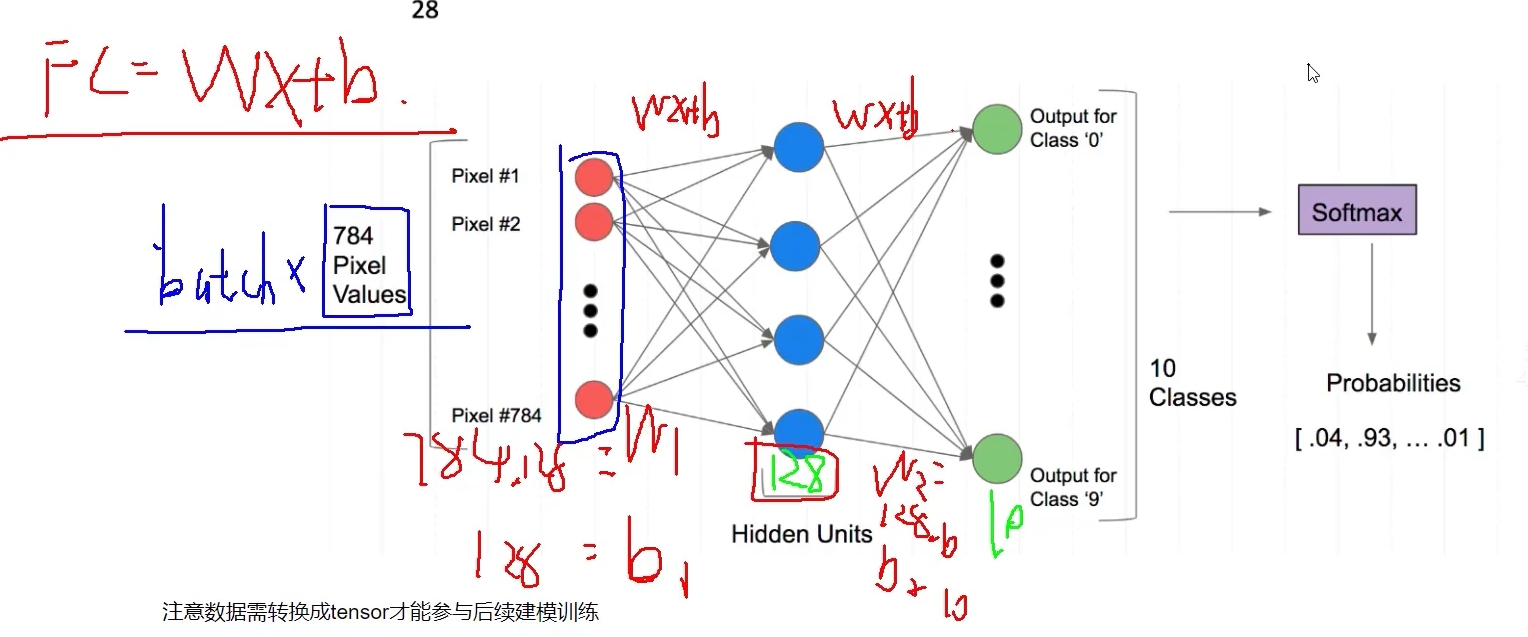 28
FC = WX+b.
WX+b
WX+b
Output for
Class ‘0’
Pixel #1
Pixel #2
batch x
784
Pixel
Values
Softmax
10
Classes
Probabilities
[ .04, .93, … .01 ]
Pixel #784
784.128 = W1
128
W2=
128.
Output for
Class ‘9’
10
Hidden Units
128 = b1
b2 10
注意数据需转换成tensor才能参与后续建模训练